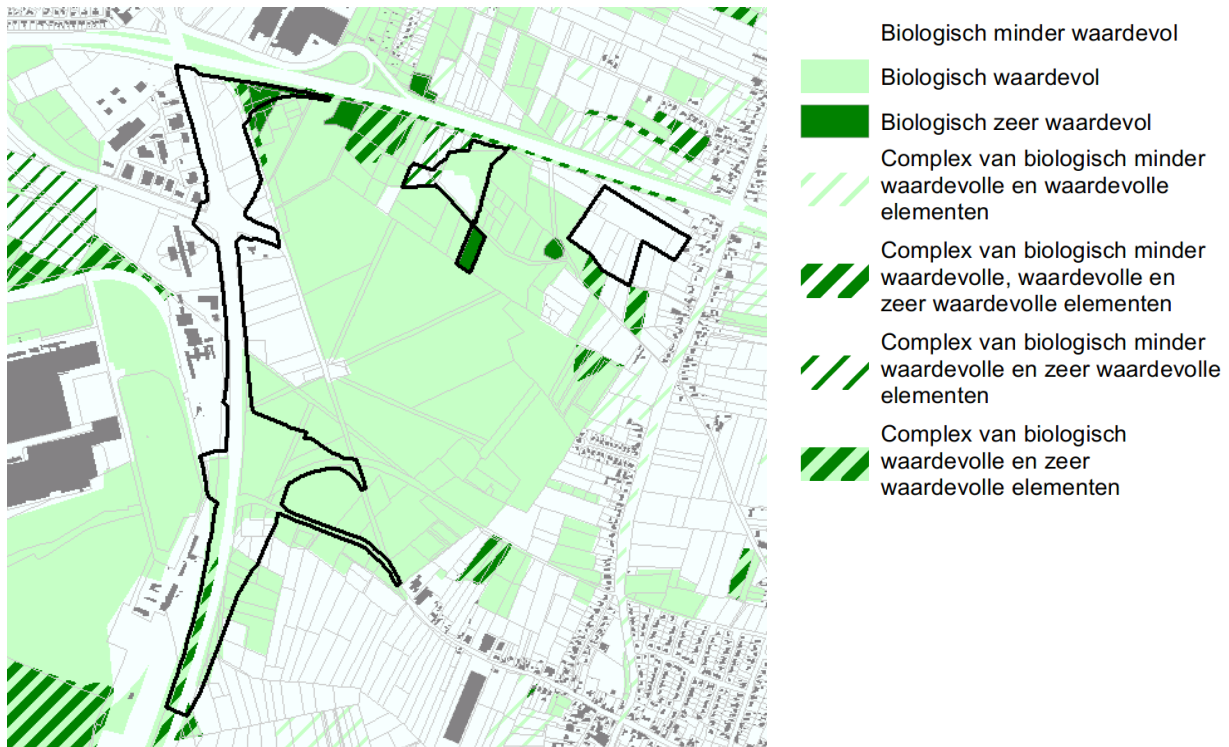 Biologisch minder waardevol
Biologisch waardevol
Biologisch zeer waardevol
Complex van biologisch minder
waardevolle en waardevolle
elementen
Complex van biologisch minder
waardevolle, waardevolle en
zeer waardevolle elementen
Complex van biologisch minder
waardevolle en zeer waardevolle
elementen
Complex van biologisch
waardevolle en zeer
waardevolle elementen